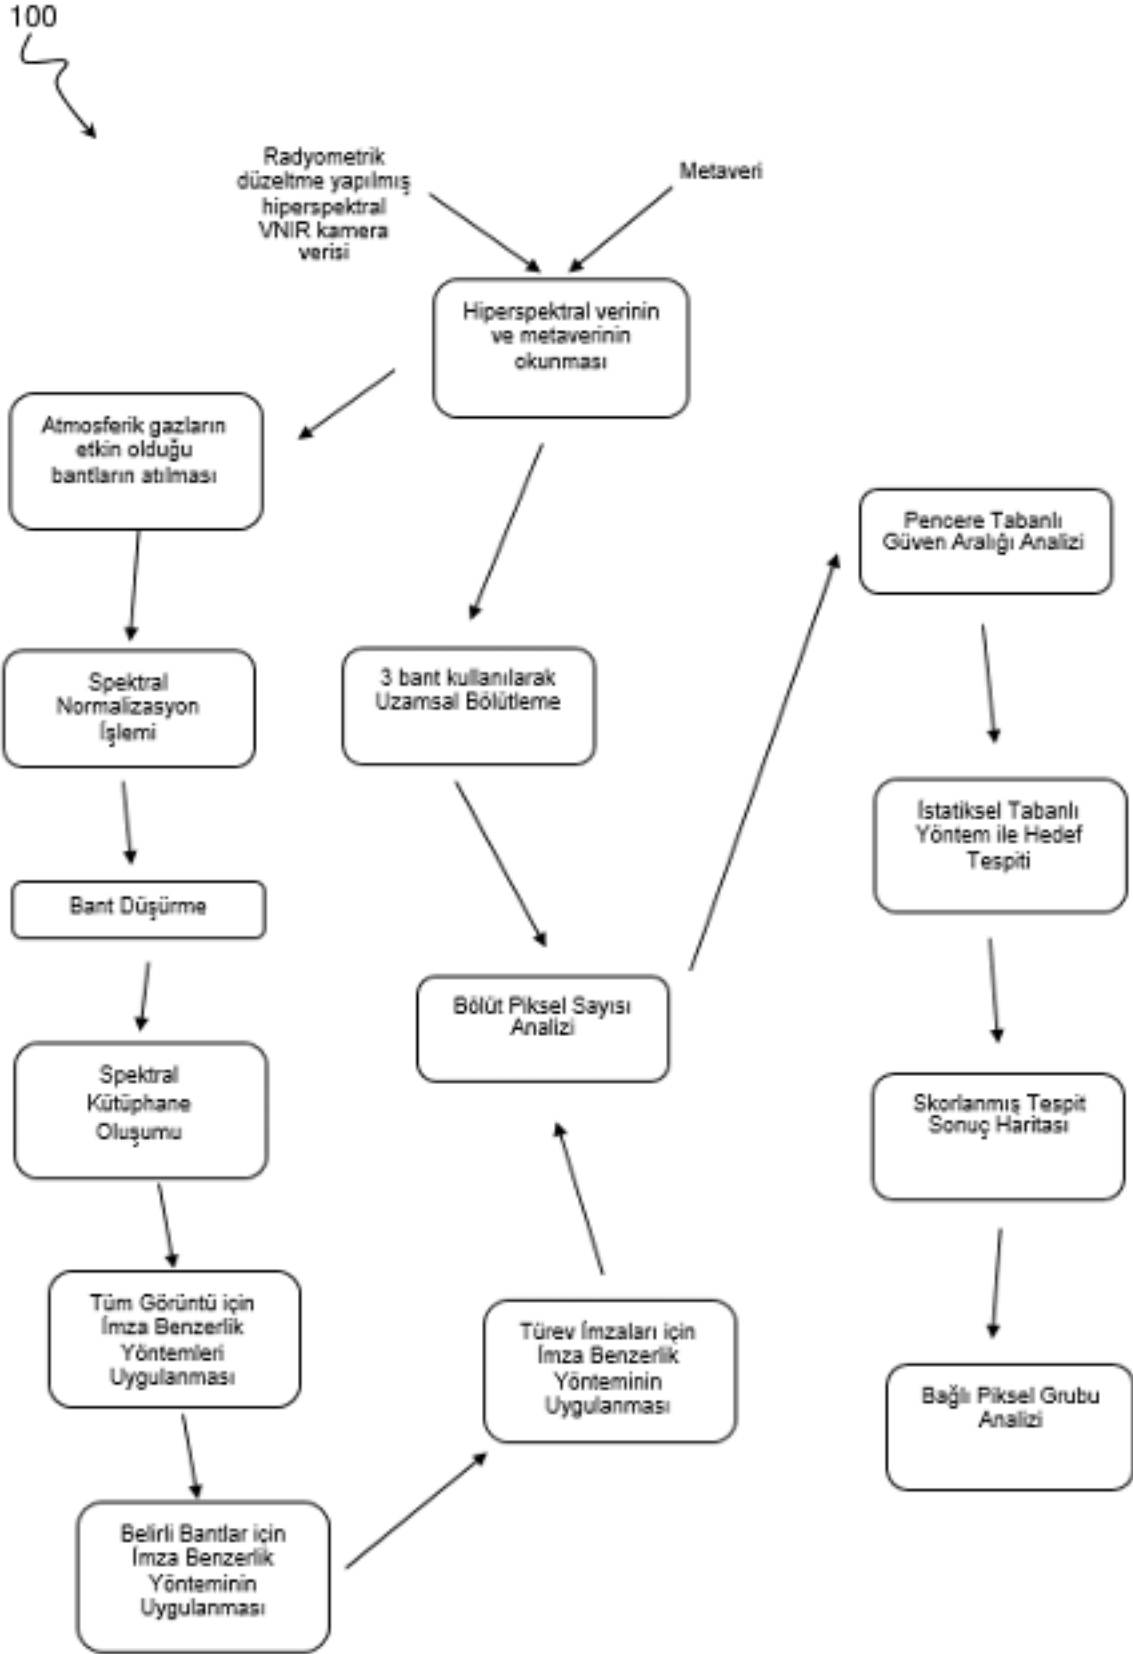 100
Radyometrik
düzeltme yapılmış
hiperspektral
VNIR kamera
verisi
Metaveri
Hiperspektral verinin
ve metaverinin
okunması
Atmosferik gazların
etkin olduğu
bantların atılması
Spektral
Normalizasyon
İşlemi
Bant Düşürme
Spektral
Kütüphane
Oluşumu
Tüm Görüntü için
İmza Benzerlik
Yöntemleri
Uygulanması
Belirli Bantlar için
İmza Benzerlik
Yönteminin
Uygulanması
3 bant kullanılarak
Uzamsal Bölütleme
Bölüt Piksel Sayısı
Analizi
Türev İmzaları için
İmza Benzerlik
Yönteminin
Uygulanması
Pencere Tabanlı
Güven Aralığı Analizi
İstatiksel Tabanlı
Yöntem ile Hedef
Tespiti
Skorlanmış Tespit
Sonuç Haritası
Bağlı Piksel Grubu
Analizi